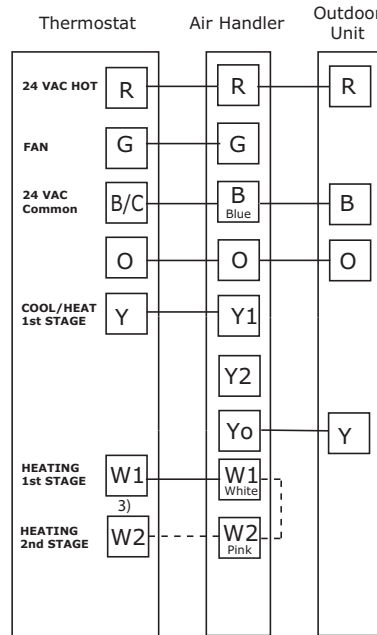 Thermostat Air Handler Outdoor
Unit
24 VAC HOT R R R
FAN G G
24 VAC
Common B/C B B
Blue
O O O
COOL/HEAT
1st STAGE Y Y1
Y2
Yo Y
HEATING
1st STAGE W1 W1
White
3)
HEATING
2nd STAGE W2 W2
Pink